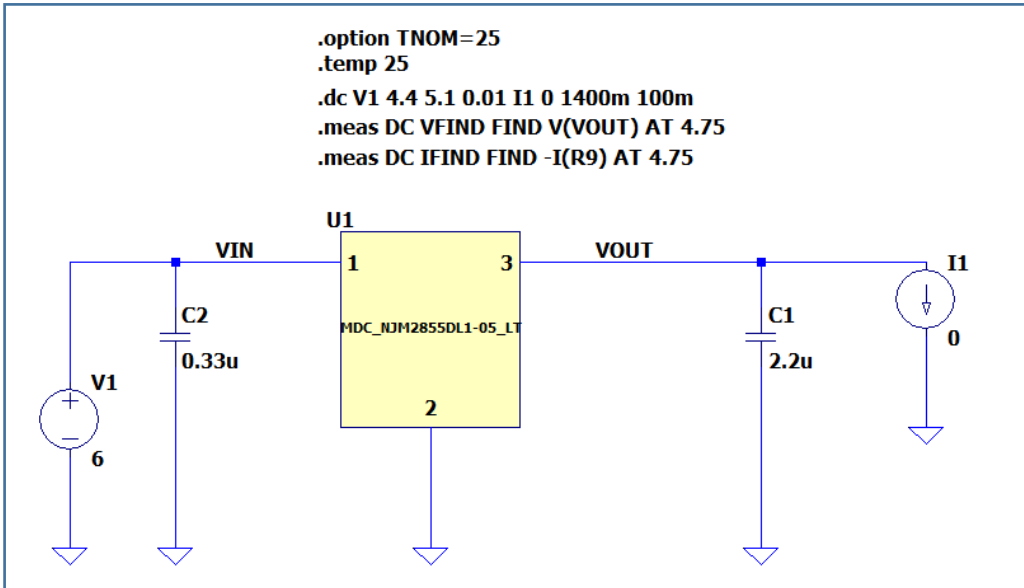 .option TNOM=25
.temp 25
.dc V1 4.4 5.1 0.01 I1 0 1400m 100m
.meas DC VFIND FIND V(VOUT) AT 4.75
.meas DC IFIND FIND -I(R9) AT 4.75
U1
VIN
VOUT
1
3
I1
C2
MDC_NJM2855DL1-05_LT
C1
0
0.33u
2.2u
V1
2
6